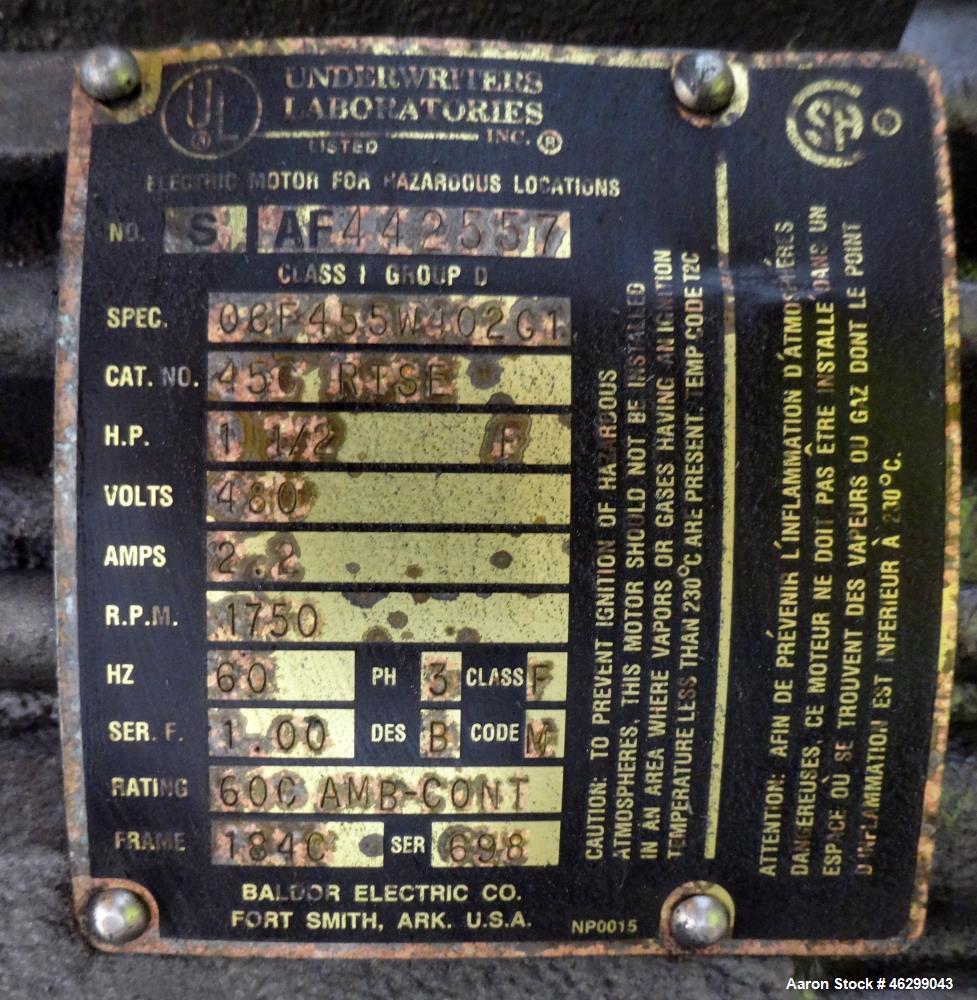 UL
UNDERWRITERS
LABORATORIES
INC. ®
LISTED
ELECTRIC MOTOR FOR HAZARDOUS LOCATIONS
NO. S AF442557
CLASS I GROUP D
SPEC. 06F455W402G1
CAT. NO. 45C RISE
H.P. 1 1/2 F
VOLTS 480
AMPS 2.2
R.P.M. 1750
HZ 60 PH 3 CLASS F
SER. F. 1.00 DES B CODE M
RATING 60C AMB-CONT
FRAME 184C SER 698
BALDOR ELECTRIC CO.
FORT SMITH, ARK. U.S.A. NP0015
CAUTION: TO PREVENT IGNITION OF HAZARDOUS
ATMOSPHERES, THIS MOTOR SHOULD NOT BE INSTALLED
IN AN AREA WHERE VAPORS OR GASES HAVING AN IGNITION
TEMPERATURE LESS THAN 230°C ARE PRESENT. TEMP CODE T2C
ATTENTION: AFIN DE PRÉVENIR L'INFLAMMATION D'ATMOSPHÉRES
DANGEREUSES, CE MOTEUR NE DOIT PAS ÊTRE INSTALLÉ DANS UN
ESPACE OÙ SE TROUVENT DES VAPEURS OU GAZ DONT LE POINT
D'INFLAMMATION EST INFERIEUR À 230°C.
Aaron Stock # 46299043